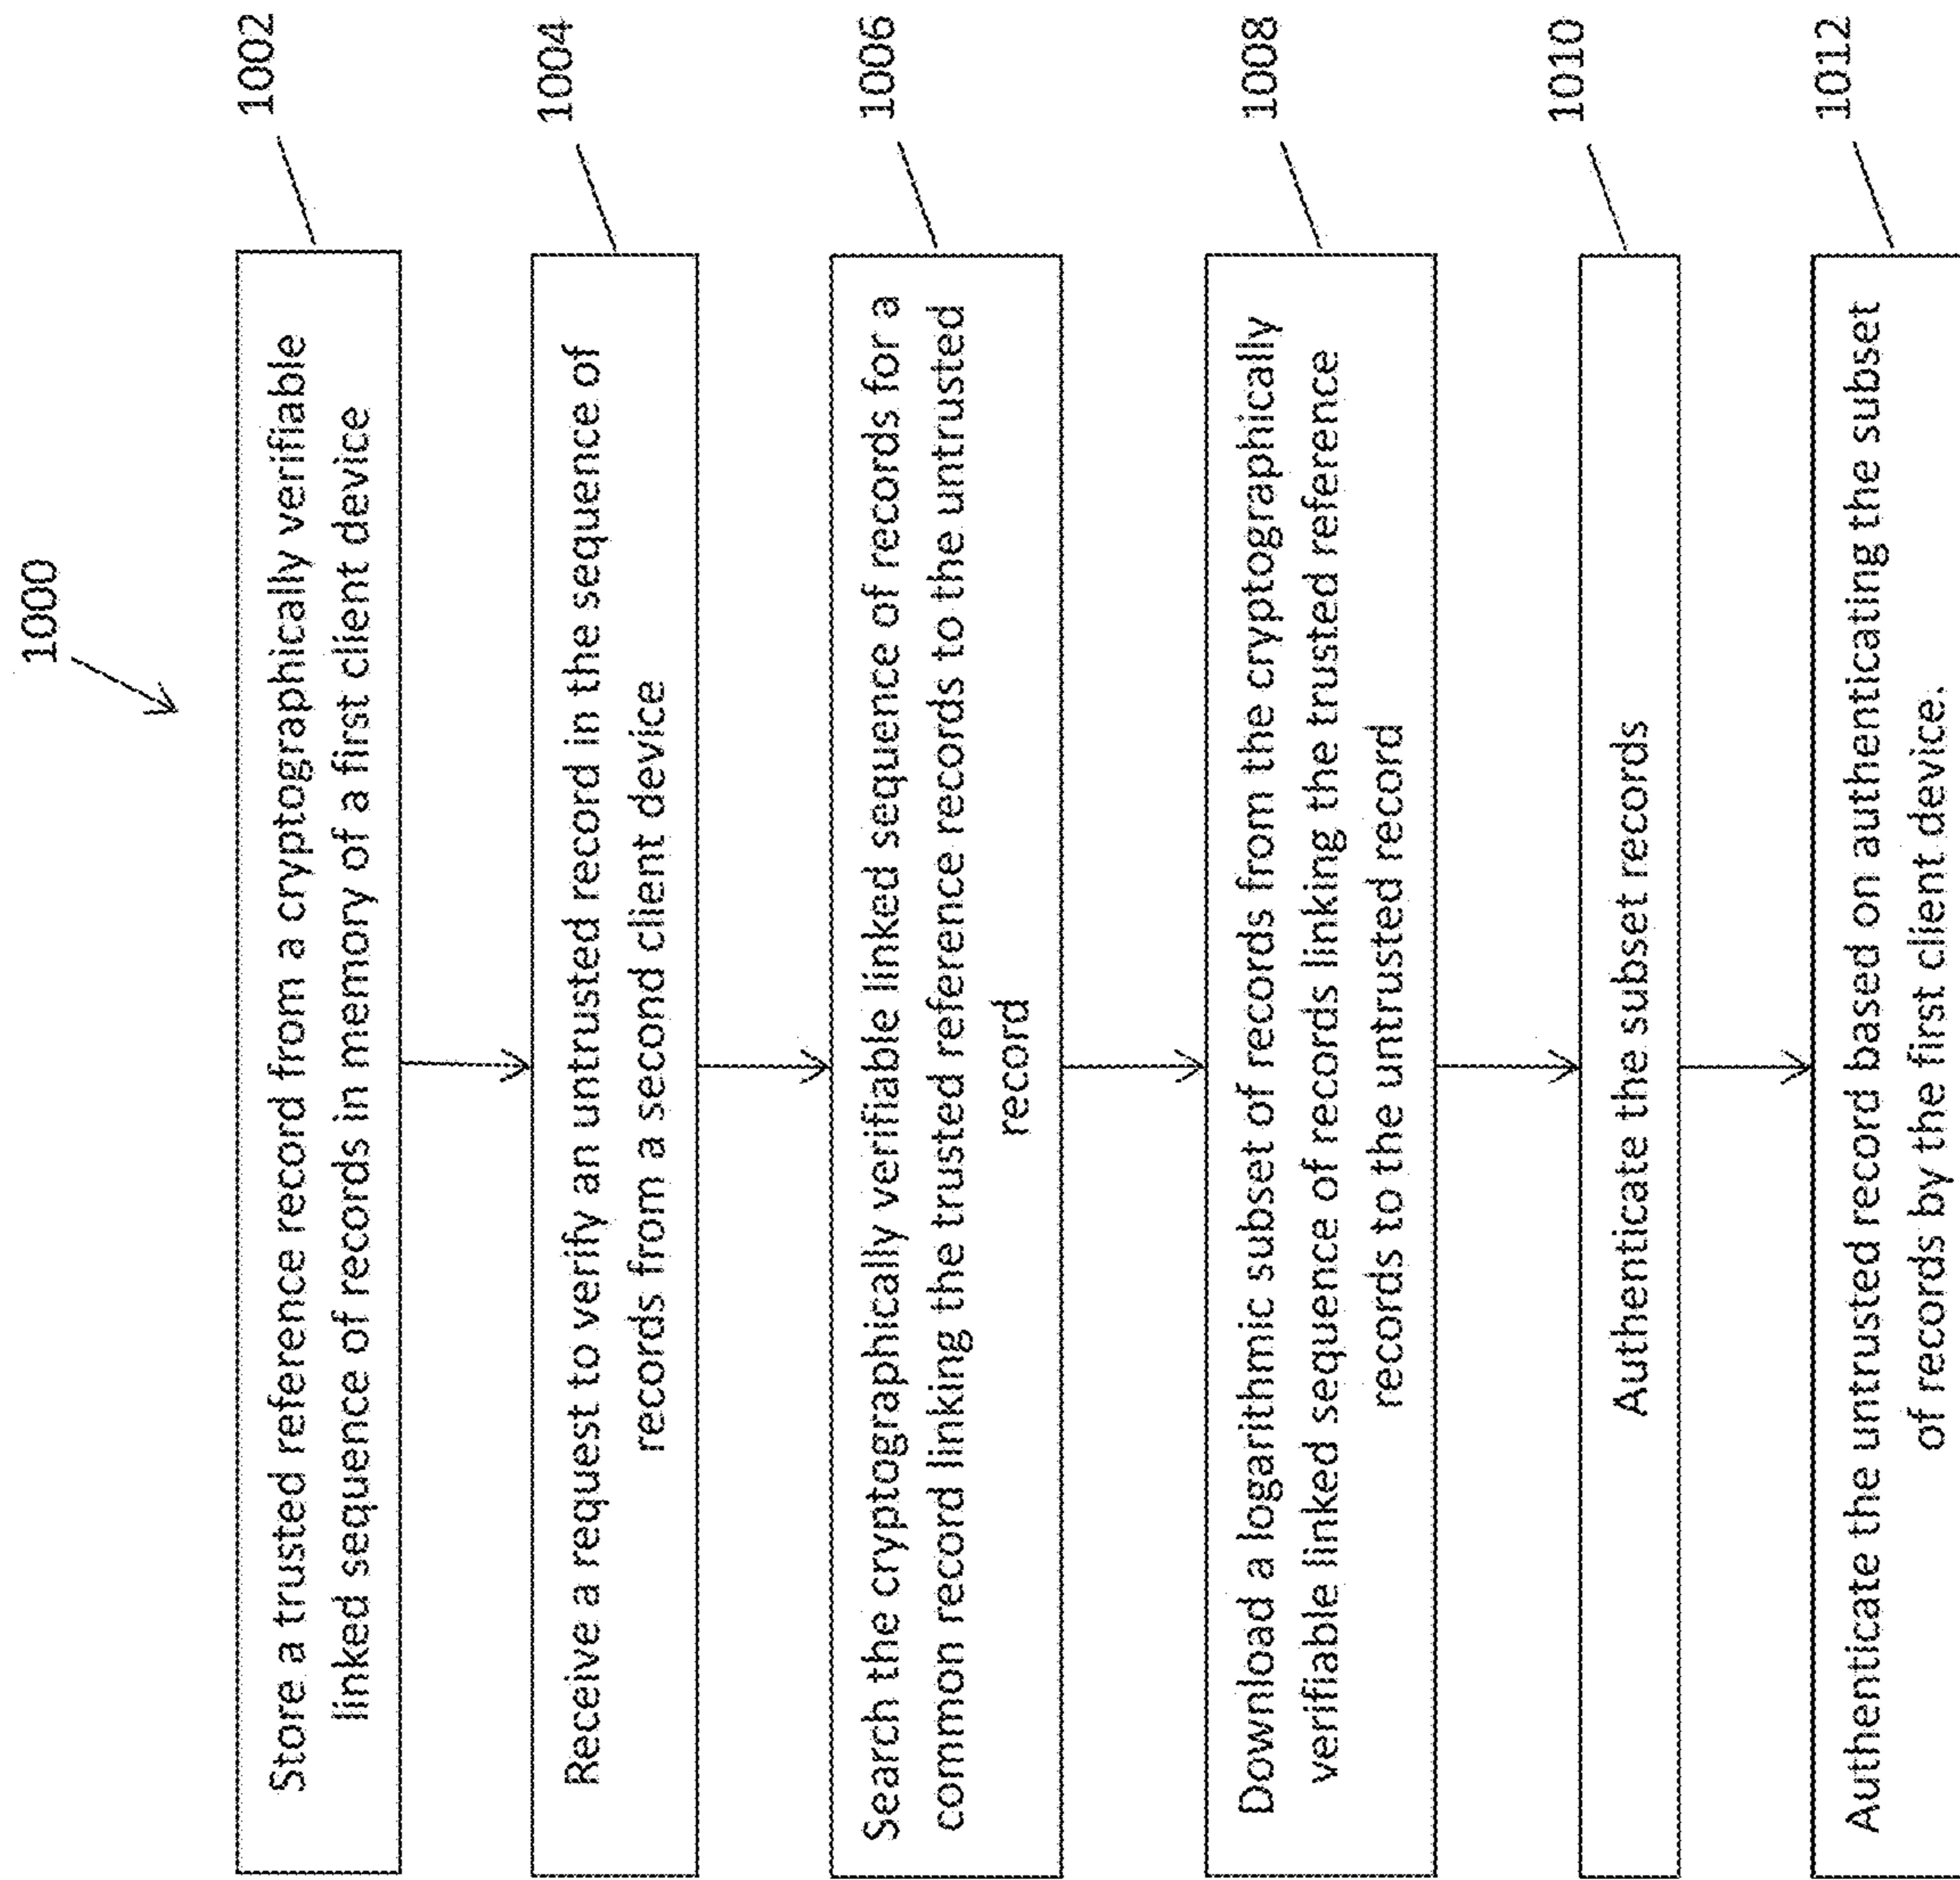 1000
Store a trusted reference record from a cryptographically verifiable
linked sequence of records in memory of a first client device
1002
Receive a request to verify an untrusted record in the sequence of
records from a second client device
1004
Search the cryptographically verifiable linked sequence of records for a
common record linking the trusted reference records to the untrusted
record
1006
Download a logarithmic subset of records from the cryptographically
verifiable linked sequence of records linking the trusted reference
records to the untrusted record
1008
Authenticate the subset records
1010
Authenticate the untrusted record based on authenticating the subset
of records by the first client device.
1012